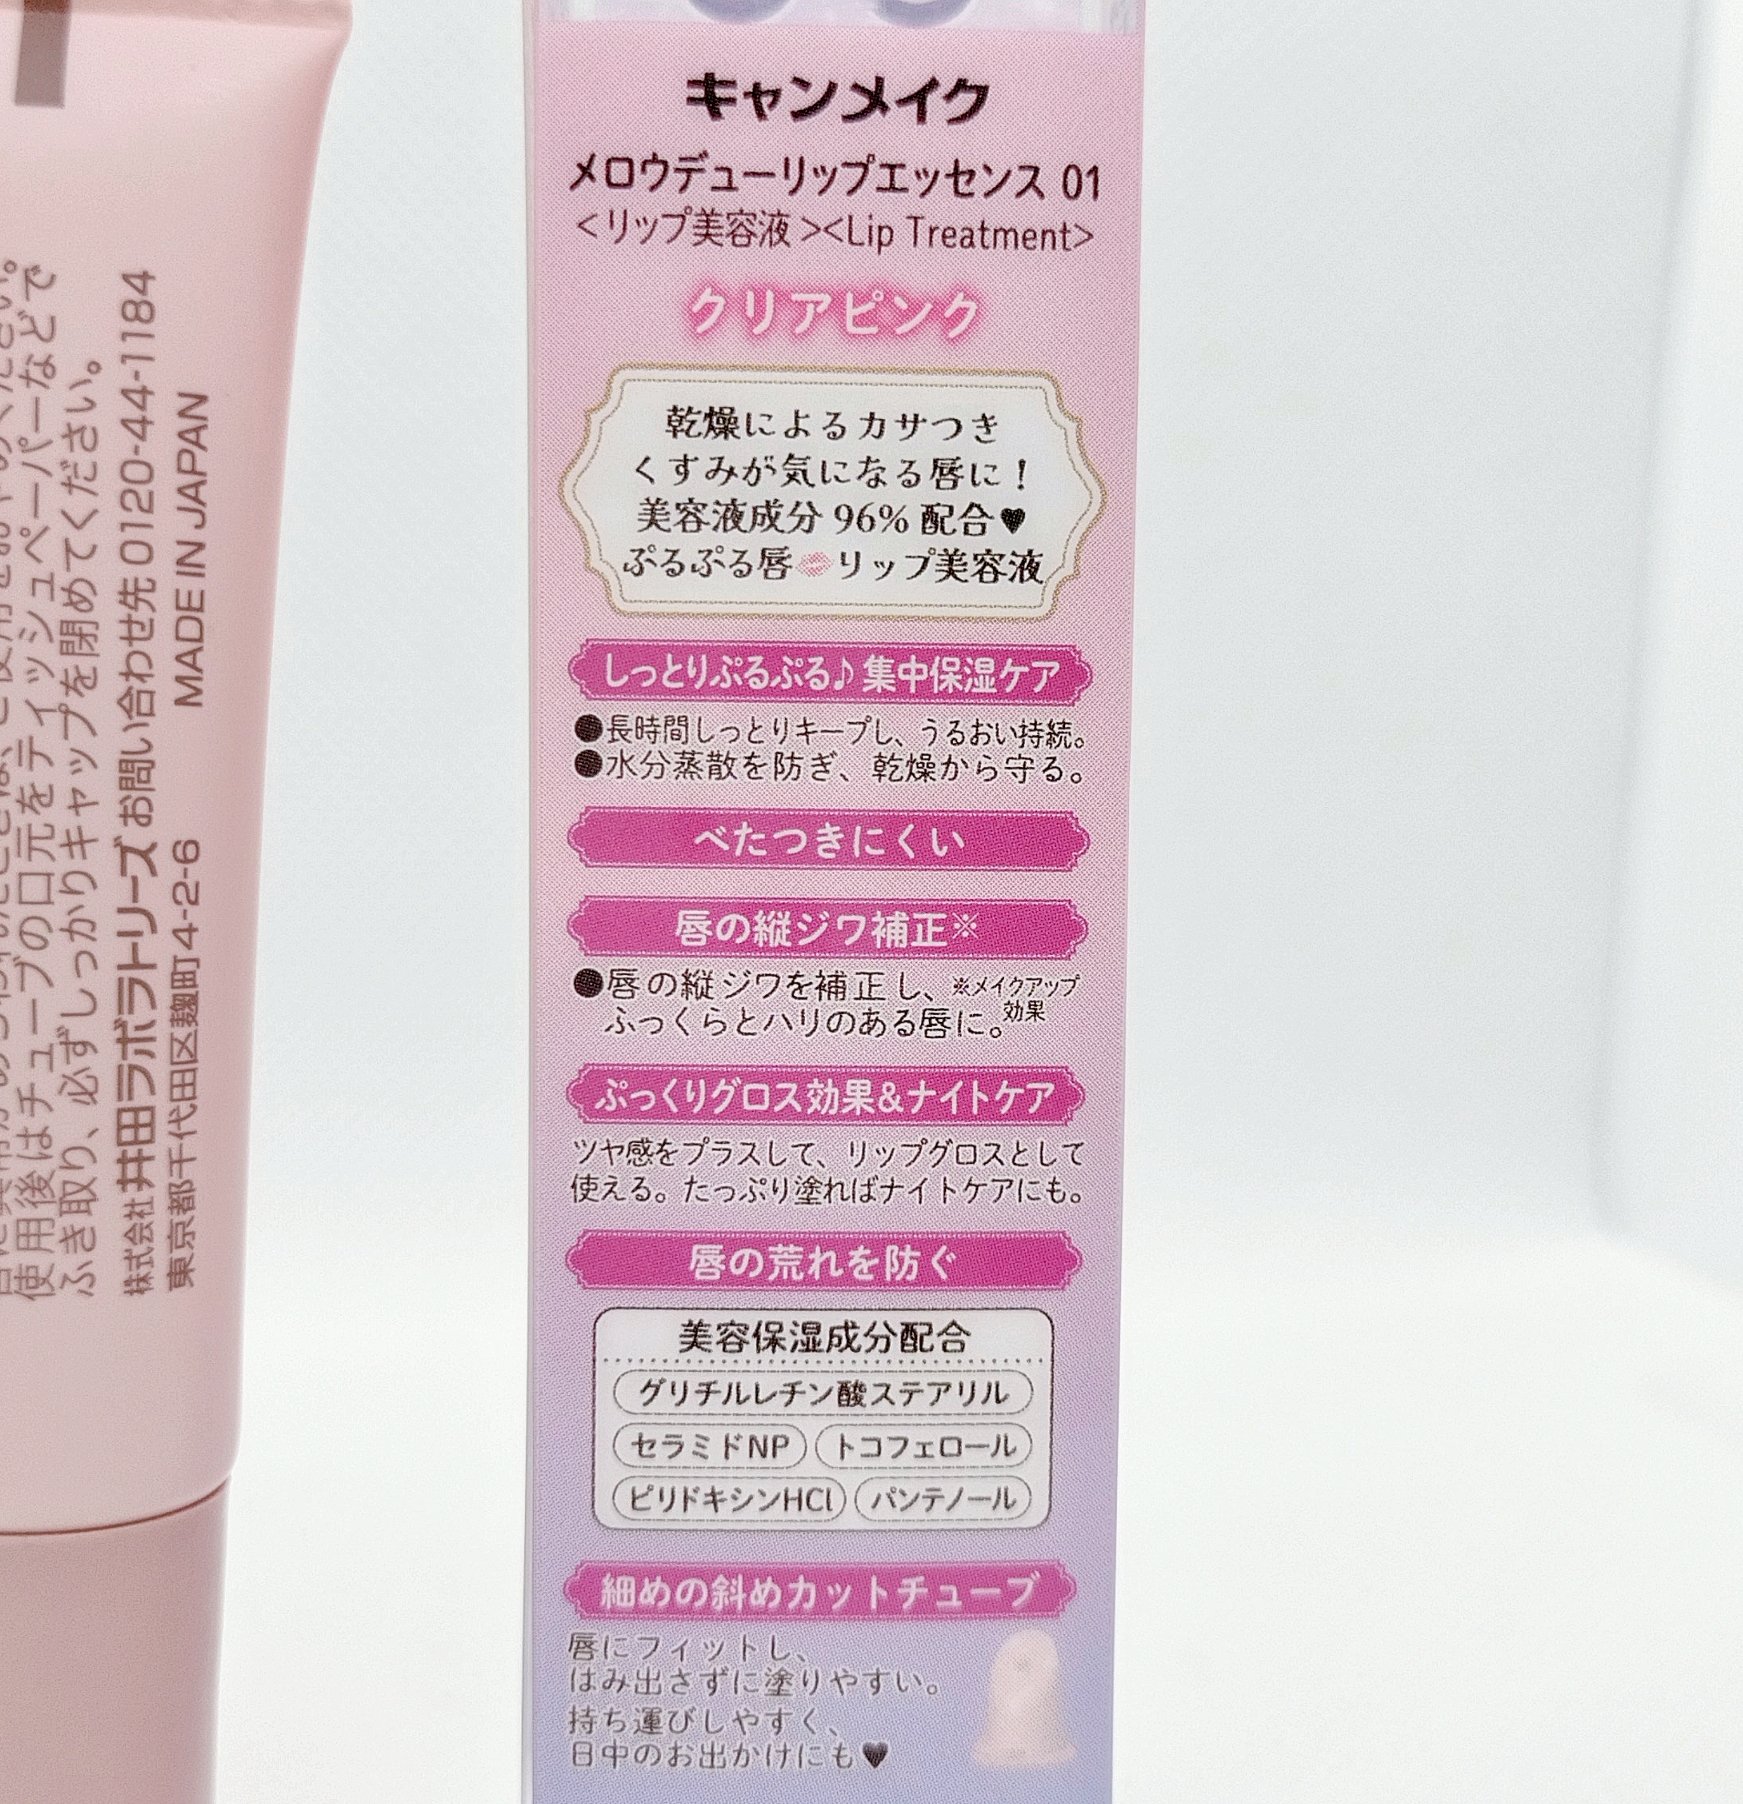 キャンメイク
メロウデューリップエッセンス 01
<リップ美容液><Lip Treatment>
クリアピンク
乾燥によるカサつき
くすみが気になる唇に!
美容液成分 96% 配合♥
ぷるぷる唇💋リップ美容液
しっとりぷるぷる♪集中保湿ケア
●長時間しっとりキープし、うるおい持続。
●水分蒸散を防ぎ、乾燥から守る。
べたつきにくい
唇の縦ジワ補正※
●唇の縦ジワを補正し、※メイクアップ
ふっくらとハリのある唇に。効果
ぷっくりグロス効果&ナイトケア
ツヤ感をプラスして、リップグロスとして
使える。たっぷり塗ればナイトケアにも。
唇の荒れを防ぐ
美容保湿成分配合
グリチルレチン酸ステアリル
セラミドNP トコフェロール
ピリドキシンHCl パンテノール
細めの斜めカットチューブ
唇にフィットし、
はみ出さずに塗りやすい。
持ち運びしやすく、
日中のお出かけにも♥
使用後はチューブの口元をティッシュペーパーなどで
ふき取り、必ずしっかりキャップを閉めてください。
株式会社 井田ラボラトリーズ お問い合わせ先 0120-44-1184
東京都千代田区麹町4-2-6 MADE IN JAPAN